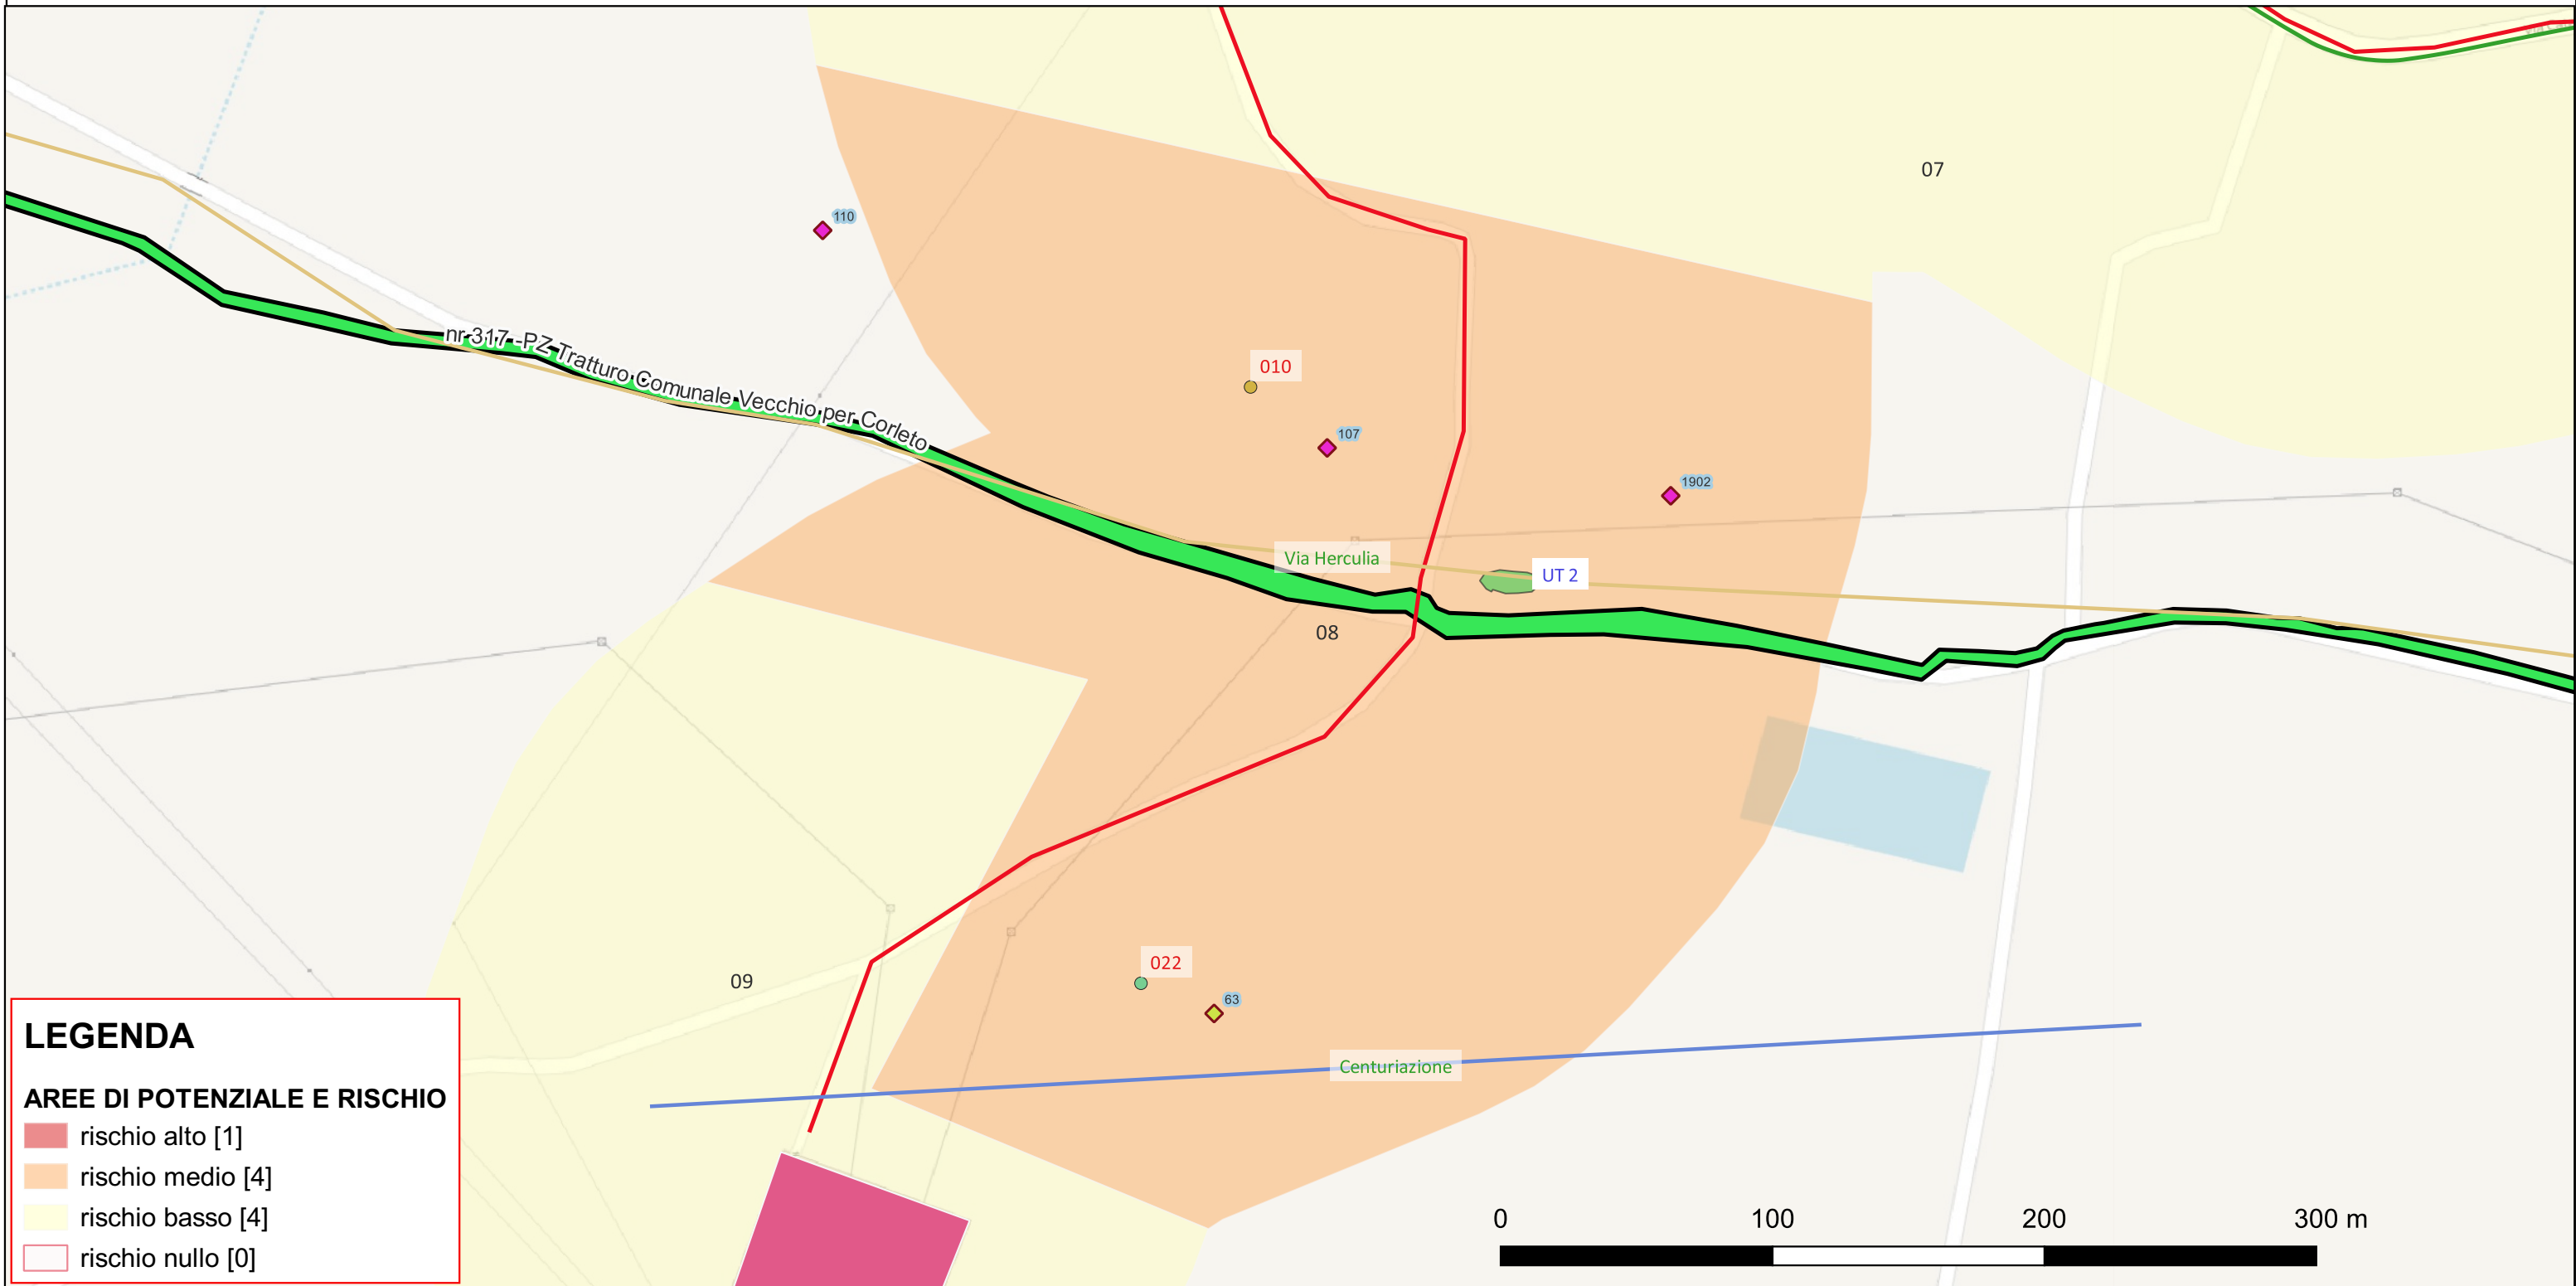 07
110
nr 317 -PZ Tratturo Comunale Vecchio per Corleto
010
107
1902
Via Herculia
UT 2
08
022
09
63
Centuriazione
LEGENDA
AREE DI POTENZIALE E RISCHIO
rischio alto [1]
rischio medio [4]
rischio basso [4]
rischio nullo [0]
0 100 200 300 m